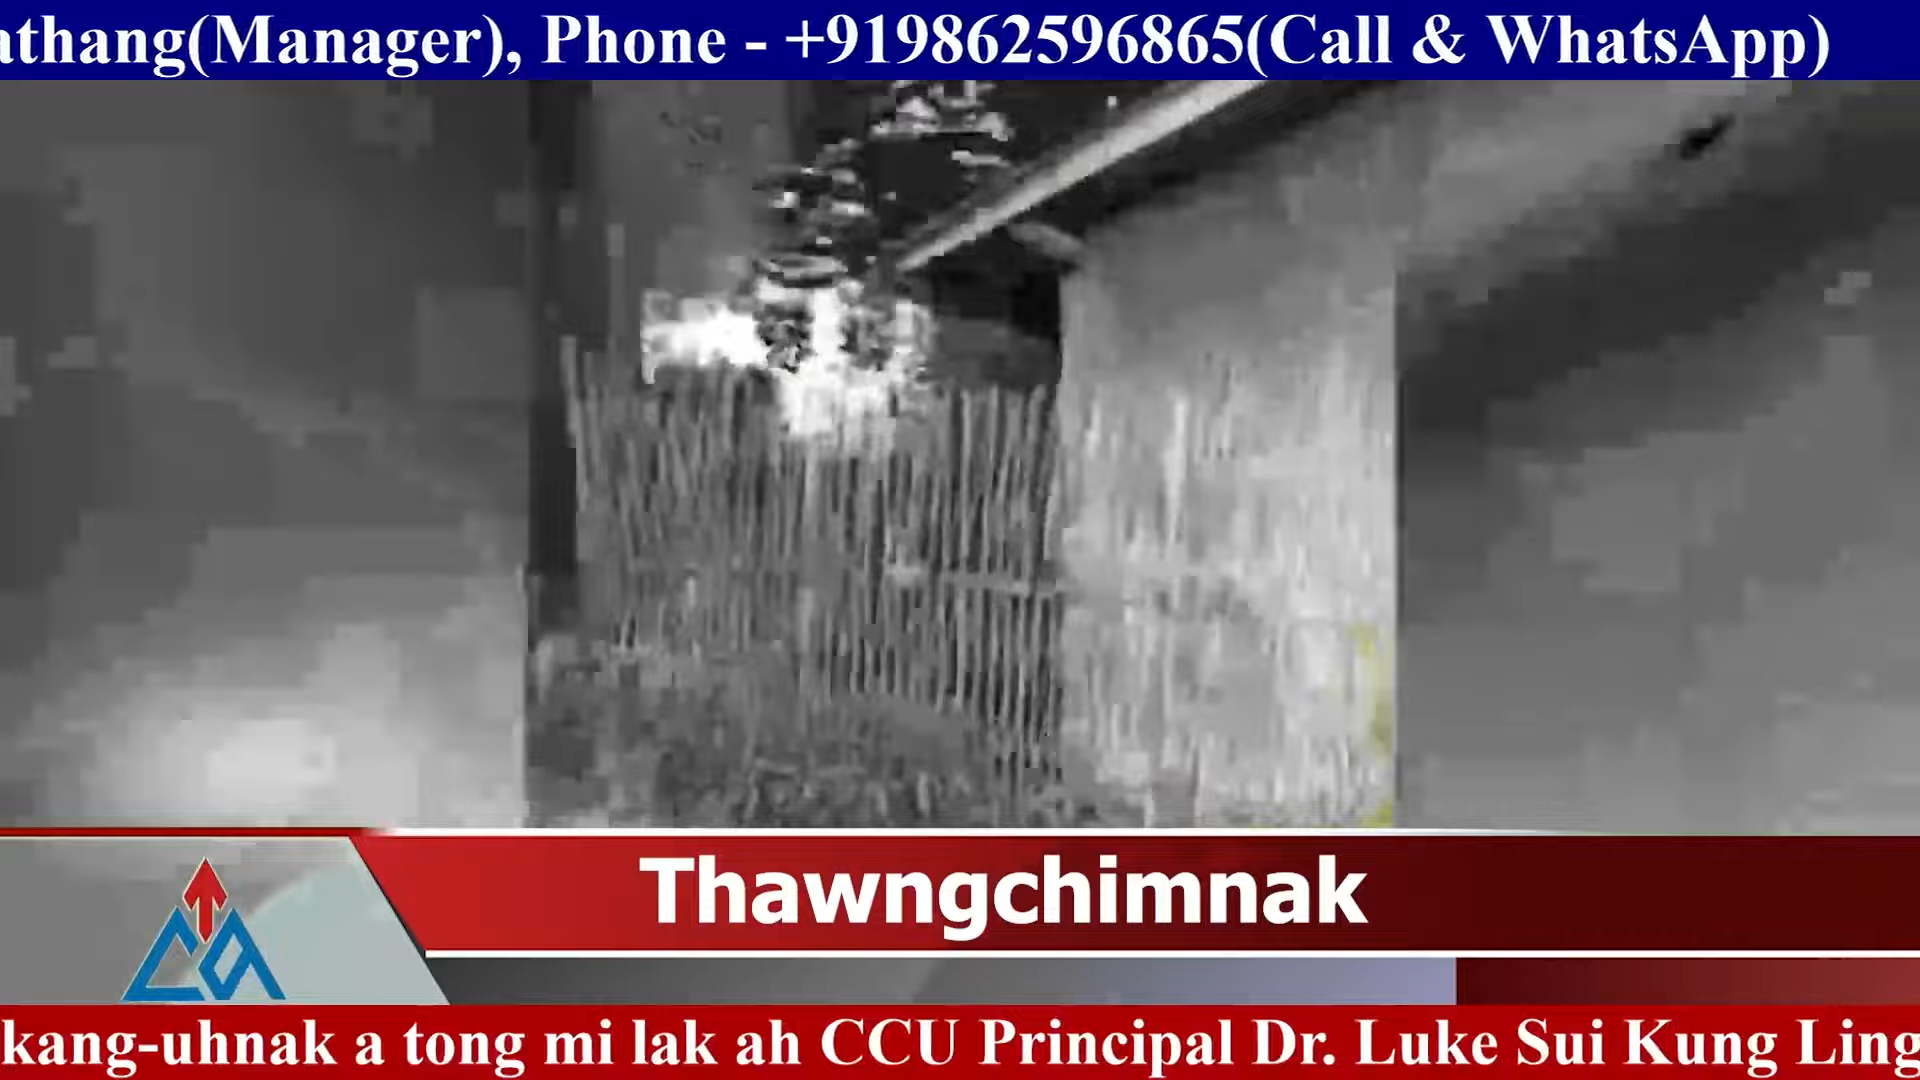 athang(Manager), Phone - +919862596865(Call & WhatsApp)
Thawngchimnak
kang-uhnak a tong mi lak ah CCU Principal Dr. Luke Sui Kung Ling